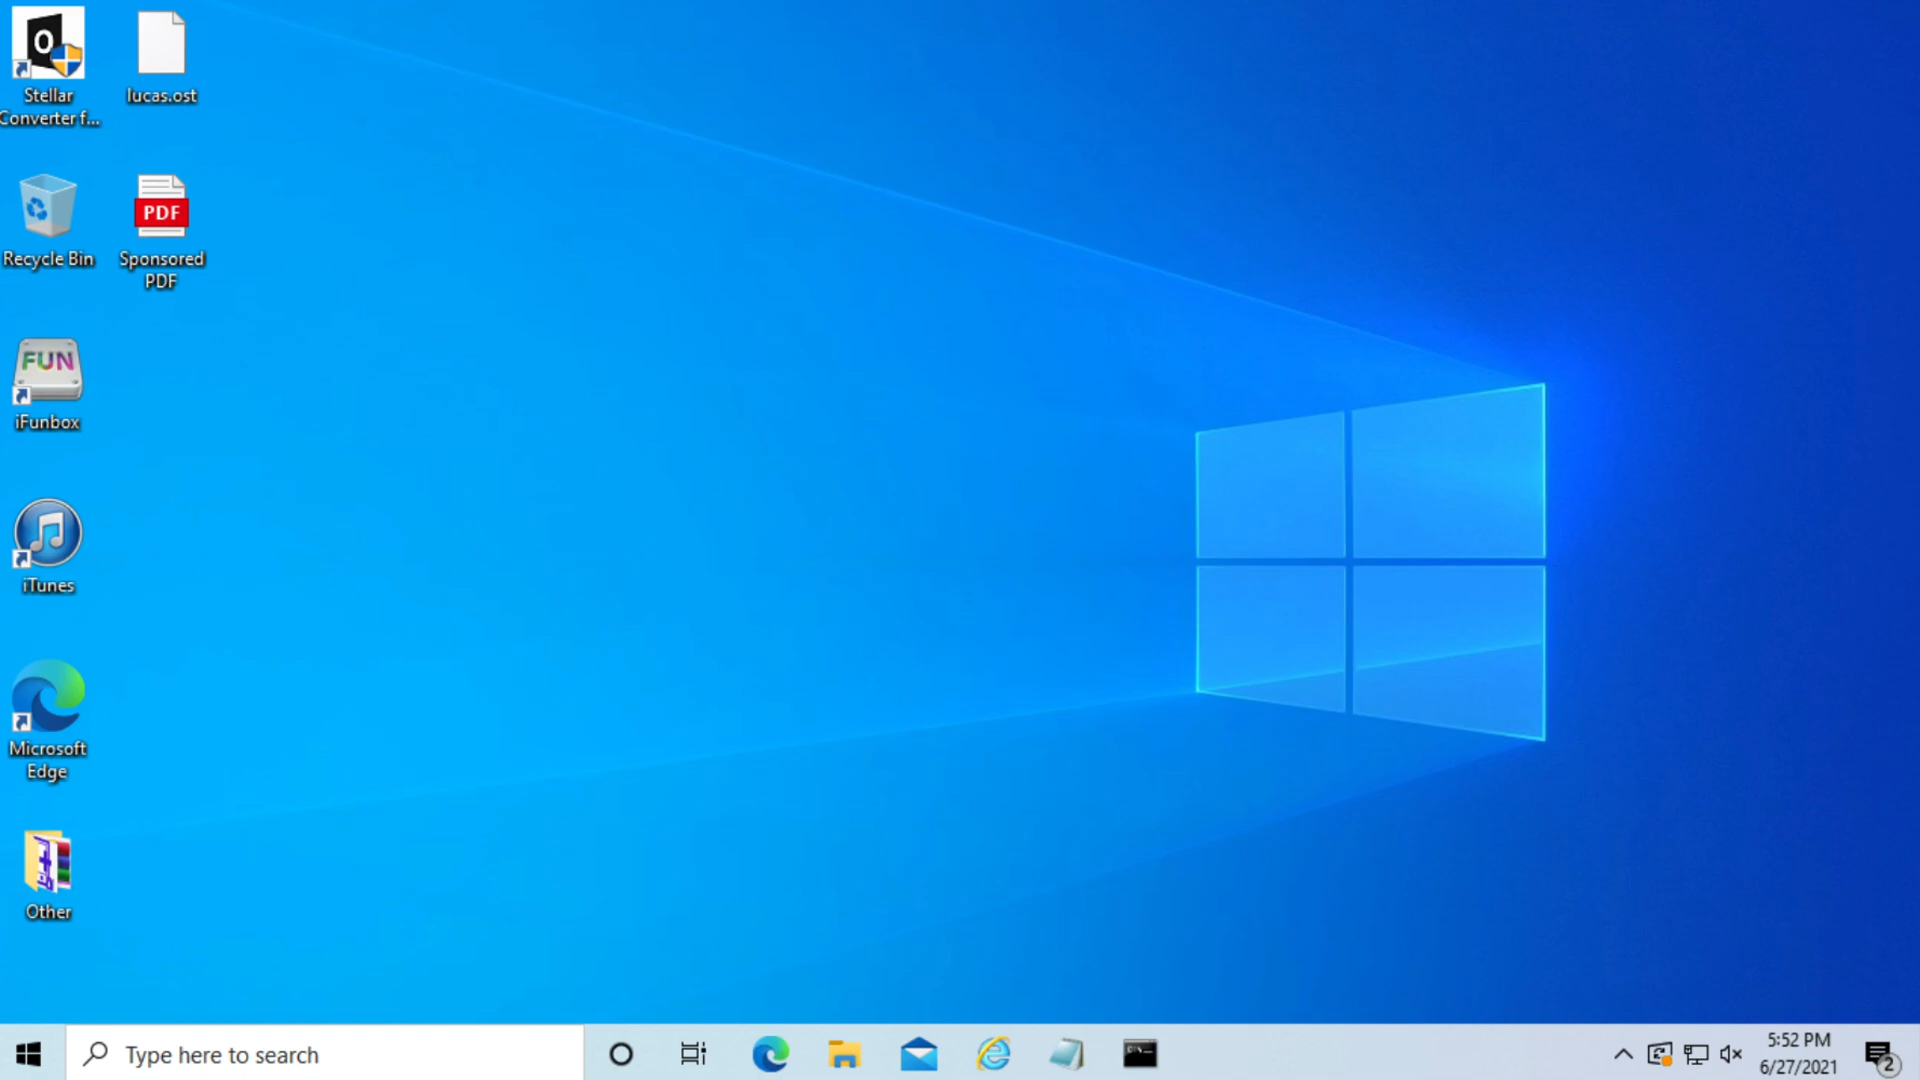 Stellar
Converter f...
lucas.ost
Recycle Bin
PDF
Sponsored
PDF
FUN
iFunbox
iTunes
Microsoft
Edge
Other
Type here to search
5:52 PM
6/27/2021
2